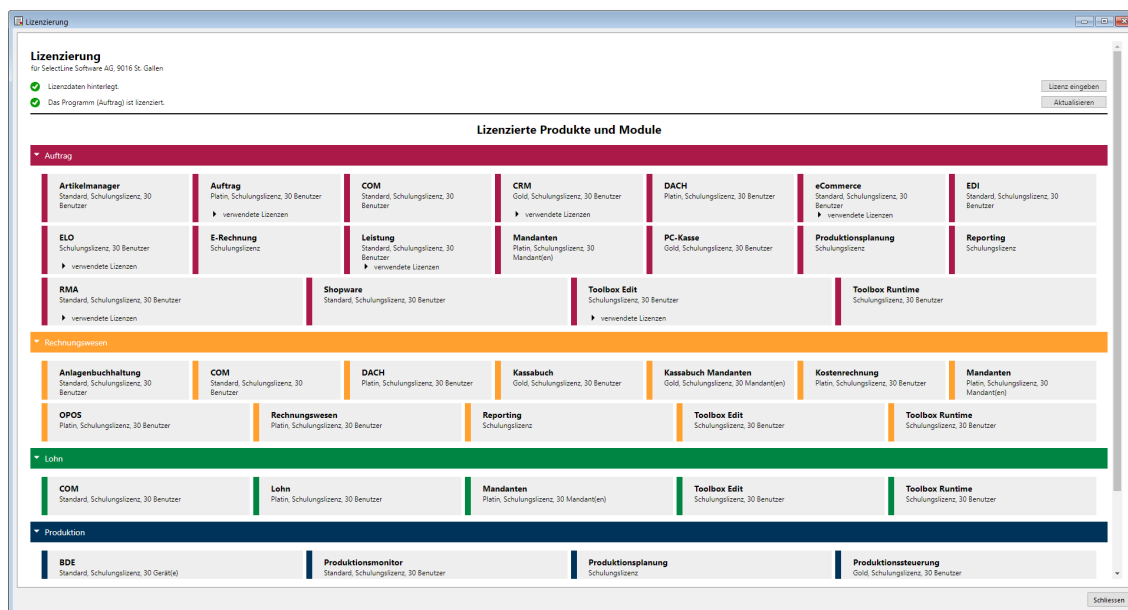 Lizenzierung
Lizenzierung
für SelectLine Software AG, 9016 St. Gallen
Lizenzdaten hinterlegt.
Lizenz eingeben
Das Programm (Auftrag) ist lizenziert.
Aktualisieren
Lizenzierte Produkte und Module
Auftrag
Artikelmanager
Standard, Schulungslizenz, 30
Benutzer
Auftrag
Platin, Schulungslizenz, 30 Benutzer
verwendete Lizenzen
COM
Standard, Schulungslizenz, 30
Benutzer
CRM
Gold, Schulungslizenz, 30 Benutzer
verwendete Lizenzen
DACH
Platin, Schulungslizenz, 30 Benutzer
eCommerce
Standard, Schulungslizenz, 30
Benutzer
verwendete Lizenzen
EDI
Standard, Schulungslizenz, 30
Benutzer
ELO
Schulungslizenz, 30 Benutzer
verwendete Lizenzen
E-Rechnung
Schulungslizenz
Leistung
Standard, Schulungslizenz, 30
Benutzer
verwendete Lizenzen
Mandanten
Platin, Schulungslizenz, 30
Mandant(en)
PC-Kasse
Gold, Schulungslizenz, 30 Benutzer
Produktionsplanung
Schulungslizenz
Reporting
Schulungslizenz
RMA
Standard, Schulungslizenz, 30 Benutzer
verwendete Lizenzen
Shopware
Standard, Schulungslizenz, 30 Benutzer
Toolbox Edit
Schulungslizenz, 30 Benutzer
verwendete Lizenzen
Toolbox Runtime
Schulungslizenz, 30 Benutzer
Rechnungswesen
Anlagenbuchhaltung
Standard, Schulungslizenz, 30
Benutzer
COM
Standard, Schulungslizenz, 30
Benutzer
DACH
Platin, Schulungslizenz, 30 Benutzer
Kassabuch
Gold, Schulungslizenz, 30 Benutzer
Kassabuch Mandanten
Gold, Schulungslizenz, 30 Mandant(en)
Kostenrechnung
Platin, Schulungslizenz, 30 Benutzer
Mandanten
Platin, Schulungslizenz, 30
Mandant(en)
OPOS
Platin, Schulungslizenz, 30 Benutzer
Rechnungswesen
Platin, Schulungslizenz, 30 Benutzer
Reporting
Schulungslizenz
Toolbox Edit
Schulungslizenz, 30 Benutzer
Toolbox Runtime
Schulungslizenz, 30 Benutzer
Lohn
COM
Standard, Schulungslizenz, 30 Benutzer
Lohn
Platin, Schulungslizenz, 30 Benutzer
Mandanten
Platin, Schulungslizenz, 30 Mandant(en)
Toolbox Edit
Schulungslizenz, 30 Benutzer
Toolbox Runtime
Schulungslizenz, 30 Benutzer
Produktion
BDE
Standard, Schulungslizenz, 30 Gerät(e)
Produktionsmonitor
Standard, Schulungslizenz, 30 Benutzer
Produktionsplanung
Schulungslizenz
Produktionssteuerung
Gold, Schulungslizenz, 30 Benutzer
Schliessen